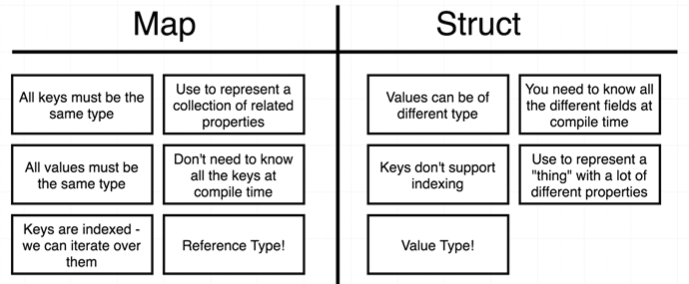 Map
Struct
All keys must be the
same type
Use to represent a
collection of related
properties
Values can be of
different type
You need to know all
the different fields at
compile time
All values must be
the same type
Don't need to know
all the keys at
compile time
Keys don't support
indexing
Use to represent a
"thing" with a lot of
different properties
Keys are indexed -
we can iterate over
them
Reference Type!
Value Type!